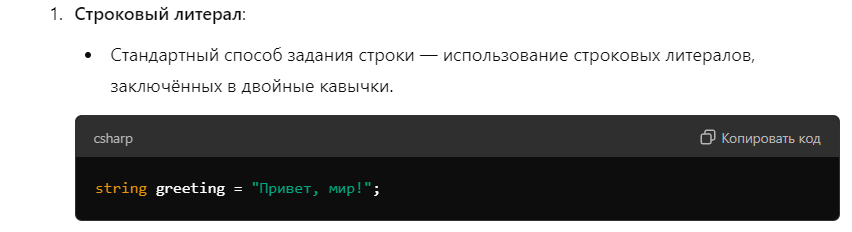 1. Строковый литерал:
• Стандартный способ задания строки — использование строковых литералов,
заключённых в двойные кавычки.
csharp Копировать код
string greeting = "Привет, мир!";